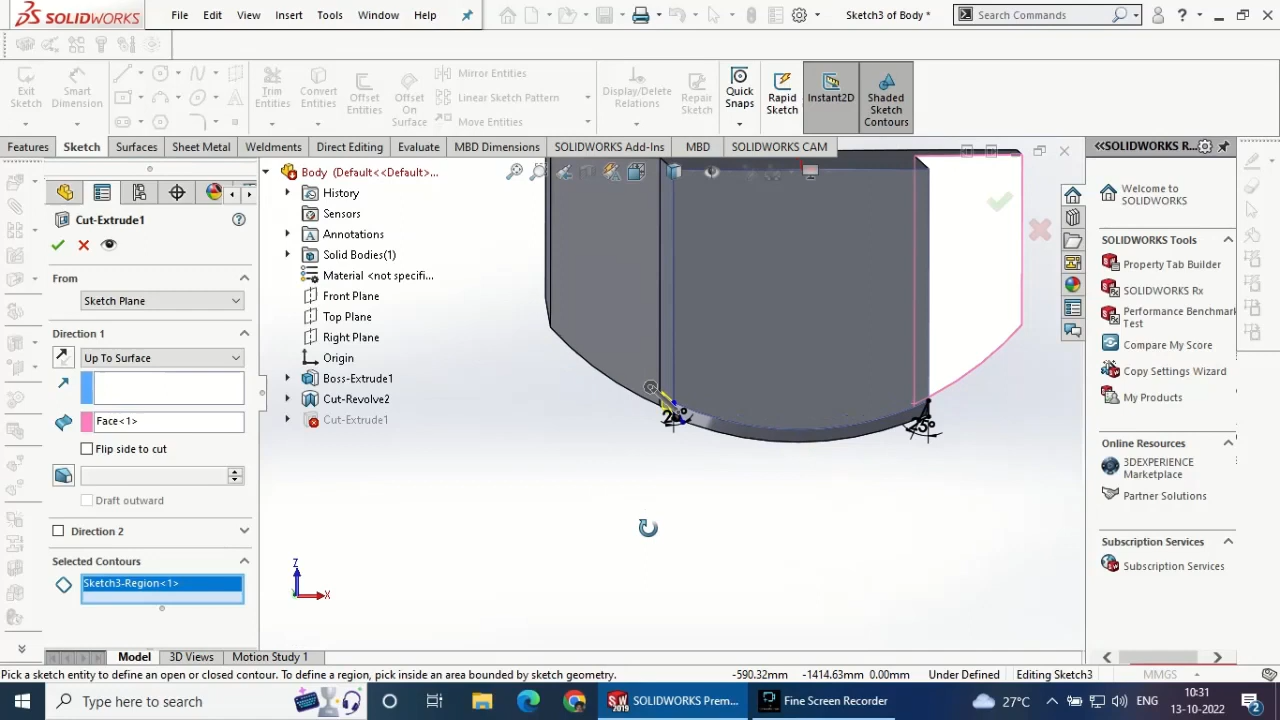 SOLIDWORKS
File Edit View Insert Tools Window Help
Sketch3 of Body *
Search Commands
Exit Sketch
Smart Dimension
Trim Entities
Convert Entities
Offset Entities
Offset On Surface
Mirror Entities
Linear Sketch Pattern
Move Entities
Display/Delete Relations
Repair Sketch
Quick Snaps
Rapid Sketch
Instant2D
Shaded Sketch Contours
Features Sketch Surfaces Sheet Metal Weldments Direct Editing Evaluate MBD Dimensions SOLIDWORKS Add-Ins MBD SOLIDWORKS CAM
Cut-Extrude1
From
Sketch Plane
Direction 1
Up To Surface
Face<1>
Flip side to cut
Draft outward
Direction 2
Selected Contours
Sketch3-Region<1>
Body (Default<<Default>...
History
Sensors
Annotations
Solid Bodies(1)
Material <not specifi...
Front Plane
Top Plane
Right Plane
Origin
Boss-Extrude1
Cut-Revolve2
Cut-Extrude1
25°
Z
X
SOLIDWORKS R...
Welcome to SOLIDWORKS
SOLIDWORKS Tools
Property Tab Builder
SOLIDWORKS Rx
Performance Benchmark Test
Compare My Score
Copy Settings Wizard
My Products
Online Resources
3DEXPERIENCE Marketplace
Partner Solutions
Subscription Services
Subscription Services
Model 3D Views Motion Study 1
Pick a sketch entity to define an open or closed contour. To define a region, pick inside an area bounded by sketch geometry.
-590.32mm -1414.63mm 0.00mm Under Defined Editing Sketch3 MMGS
Type here to search
SW 2019
SOLIDWORKS Prem...
Fine Screen Recorder
27°C
ENG
10:31
13-10-2022
2